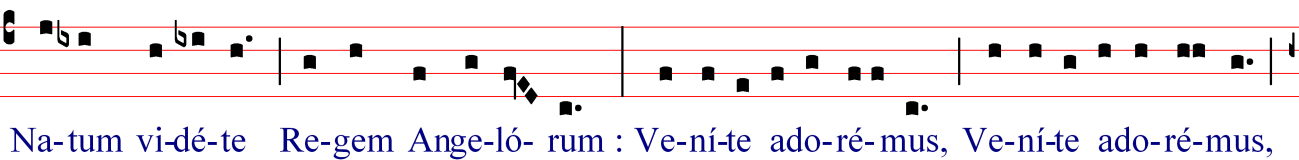 Na-tum vi-dé-te Re-gem Ange-ló- rum : Ve-ní-te ado-ré-mus, Ve-ní-te ado-ré-mus,